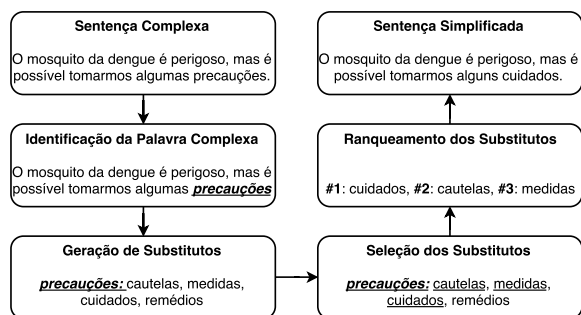 Sentença Complexa
O mosquito da dengue é perigoso, mas é
possível tomarmos algumas precauções.
Identificação da Palavra Complexa
O mosquito da dengue é perigoso, mas é
possível tomarmos algumas precauções
Geração de Substitutos
precauções: cautelas, medidas,
cuidados, remédios
Seleção dos Substitutos
precauções: cautelas, medidas,
cuidados, remédios
Ranqueamento dos Substitutos
#1: cuidados, #2: cautelas, #3: medidas
Sentença Simplificada
O mosquito da dengue é perigoso, mas é
possível tomarmos alguns cuidados.